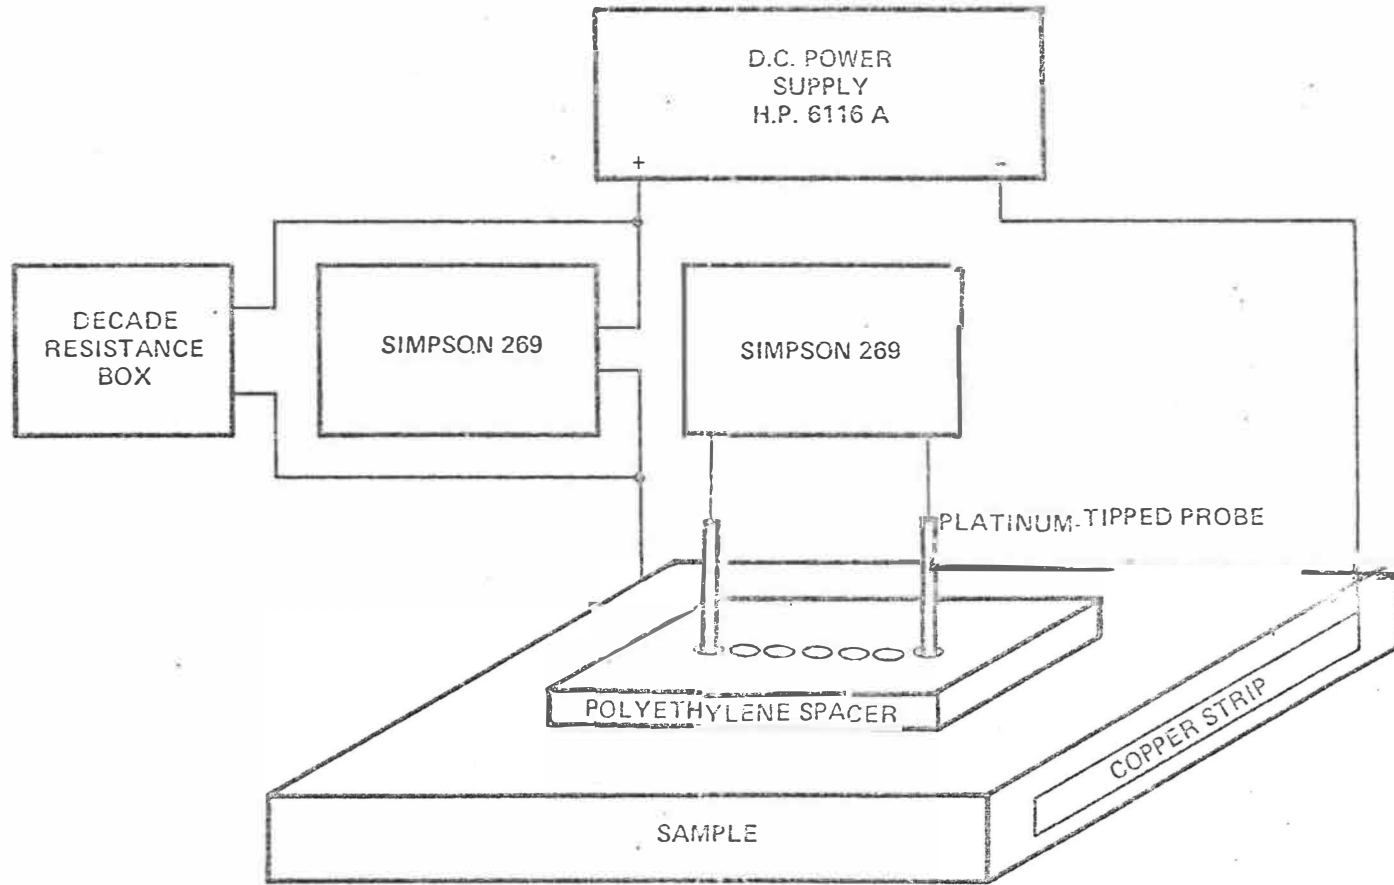 D.C. POWER
SUPPLY
H.P. 6116 A
+
-
DECADE
RESISTANCE
BOX
SIMPSON 269
SIMPSON 269
PLATINUM-TIPPED PROBE
POLYETHYLENE SPACER
COPPER STRIP
SAMPLE